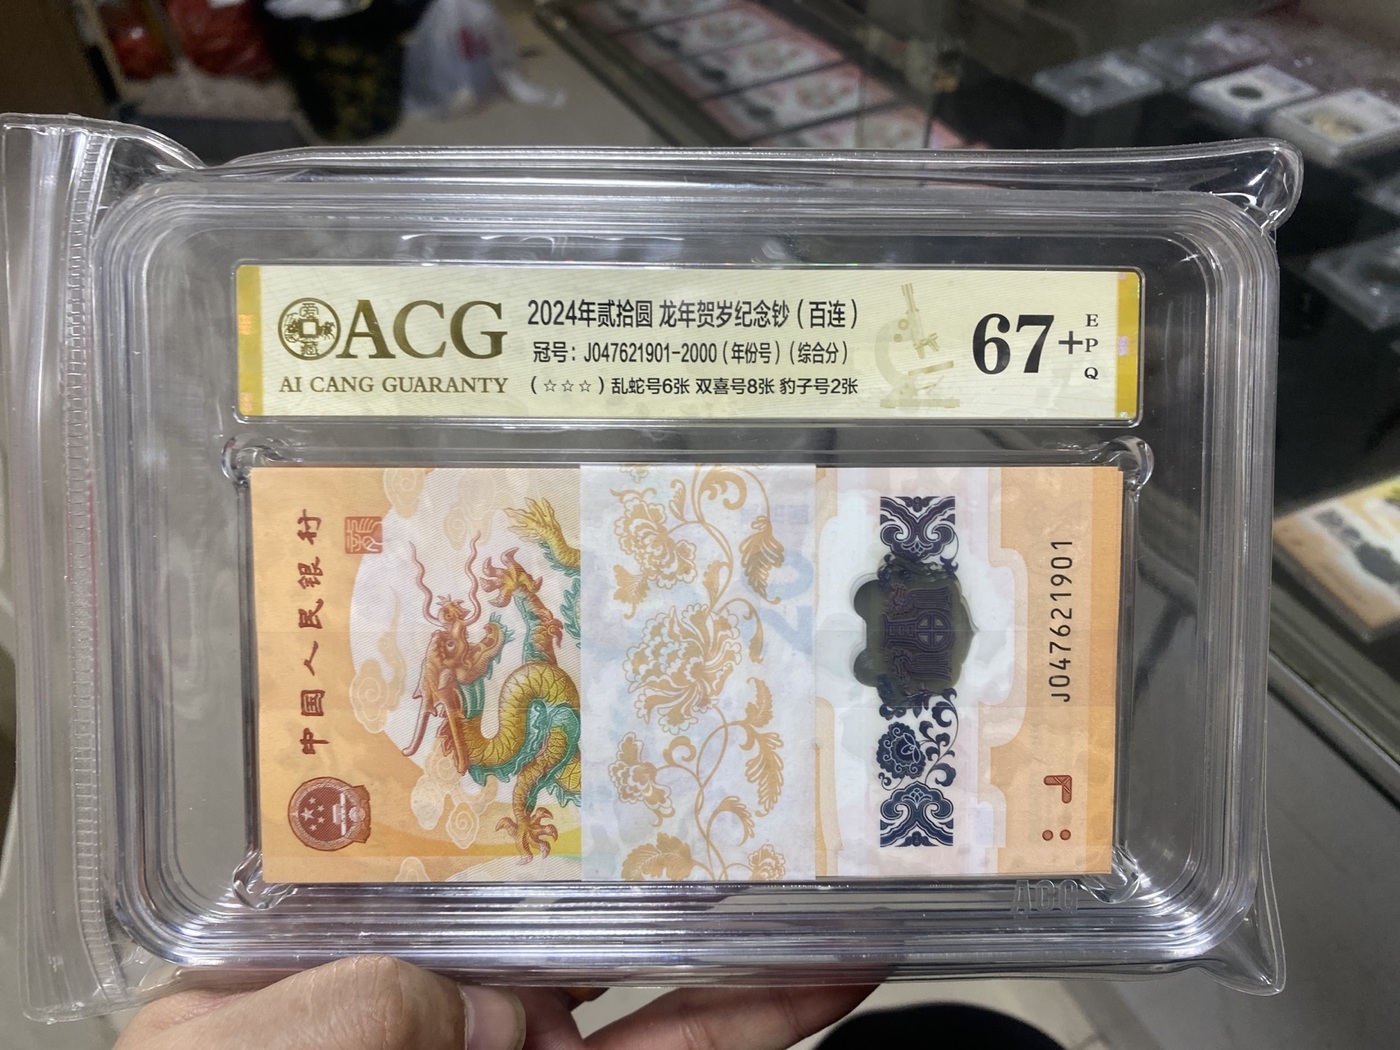 ACG
AI CANG GUARANTY
2024年贰拾圆 龙年贺岁纪念钞（百连）
冠号：J047621901-2000（年份号）（综合分）
（☆☆☆）乱蛇号6张 双喜号8张 豹子号2张
67+
EPQ
中国人民银行
J047621901
ACG